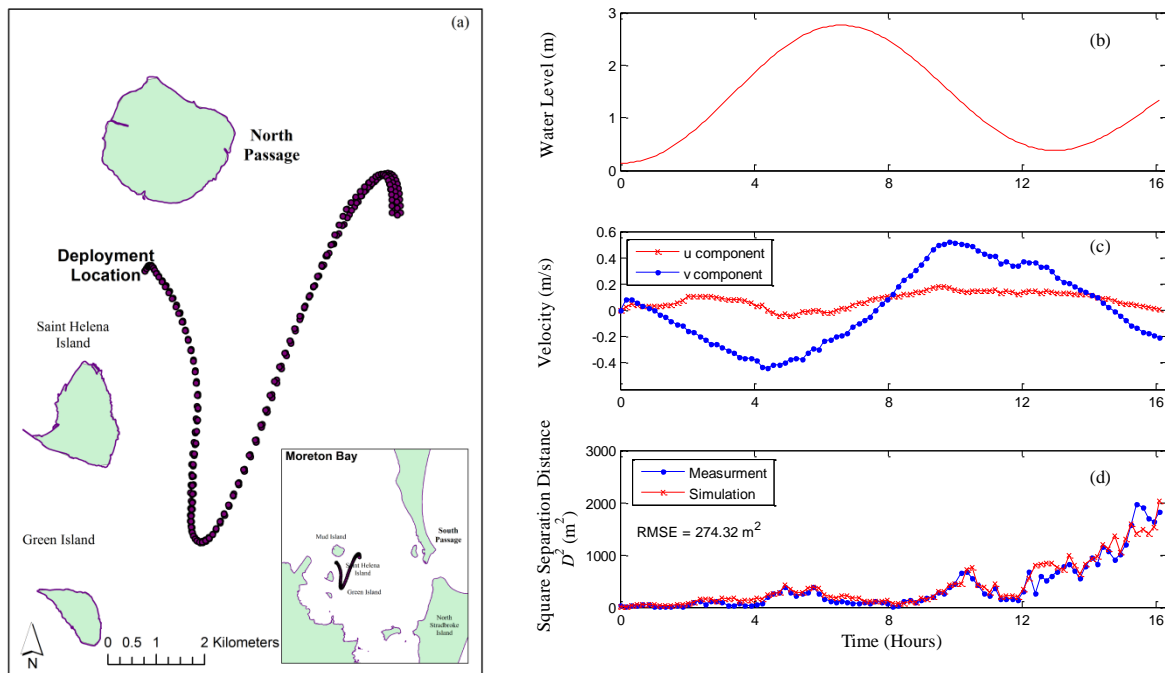 (a)
North
Passage
Deployment
Location
Saint Helena
Island
Green Island
0 0.5 1 2 Kilometers
N
Moreton Bay
South
Passage
Mud Island
Saint Helena
Island
Green Island
North
Stradbroke
Island
(b)
Water Level (m)
3
2
1
0
0 4 8 12 16
(c)
u component
v component
Velocity (m/s)
0.6
0.4
0.2
0
-0.2
-0.4
0 4 8 12 16
(d)
Measurment
Simulation
RMSE = 274.32 m²
Square Separation Distance
D² (m²)
3000
2000
1000
0
0 4 8 12 16
Time (Hours)